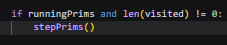 if runningPrims and len(visited) != 0:
    stepPrims()